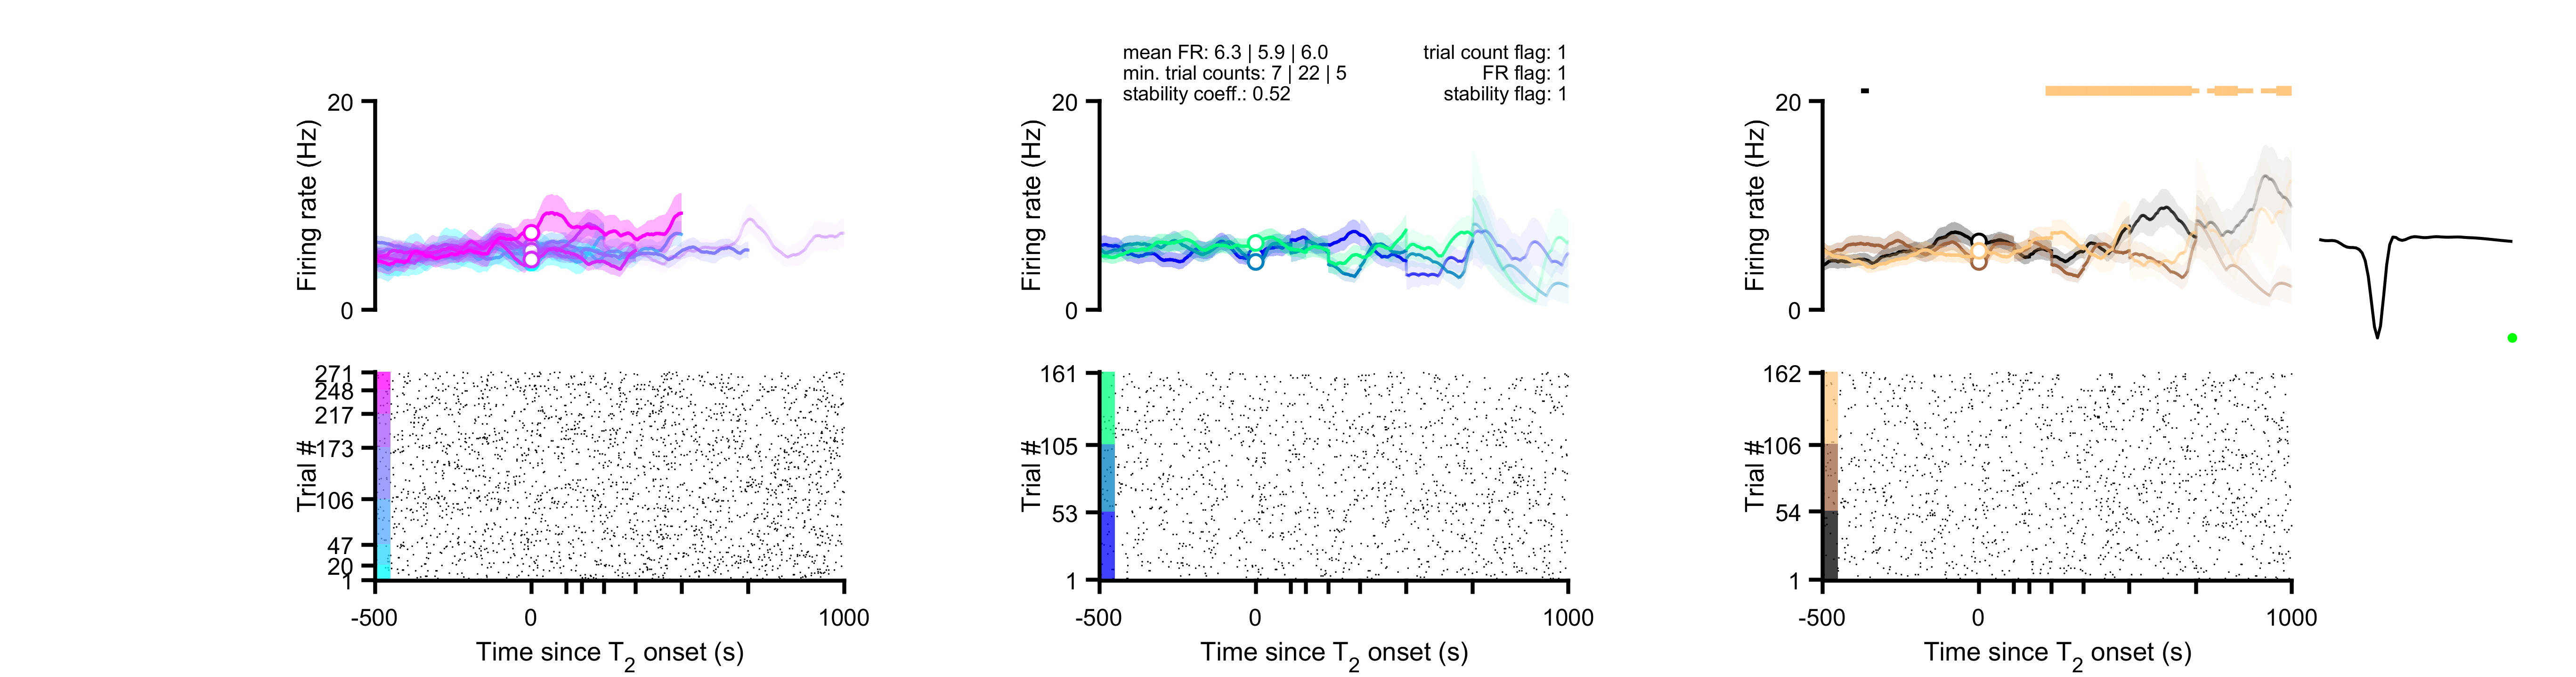 mean FR: 6.3 | 5.9 | 6.0
min. trial counts: 7 | 22 | 5
stability coeff.: 0.52
trial count flag: 1
FR flag: 1
stability flag: 1
20
Firing rate (Hz)
0
20
Firing rate (Hz)
0
20
Firing rate (Hz)
0
271
248
217
173
106
47
20
1
Trial #
-500
0
1000
Time since T2 onset (s)
161
105
53
1
Trial #
-500
0
1000
Time since T2 onset (s)
162
106
54
1
Trial #
-500
0
1000
Time since T2 onset (s)